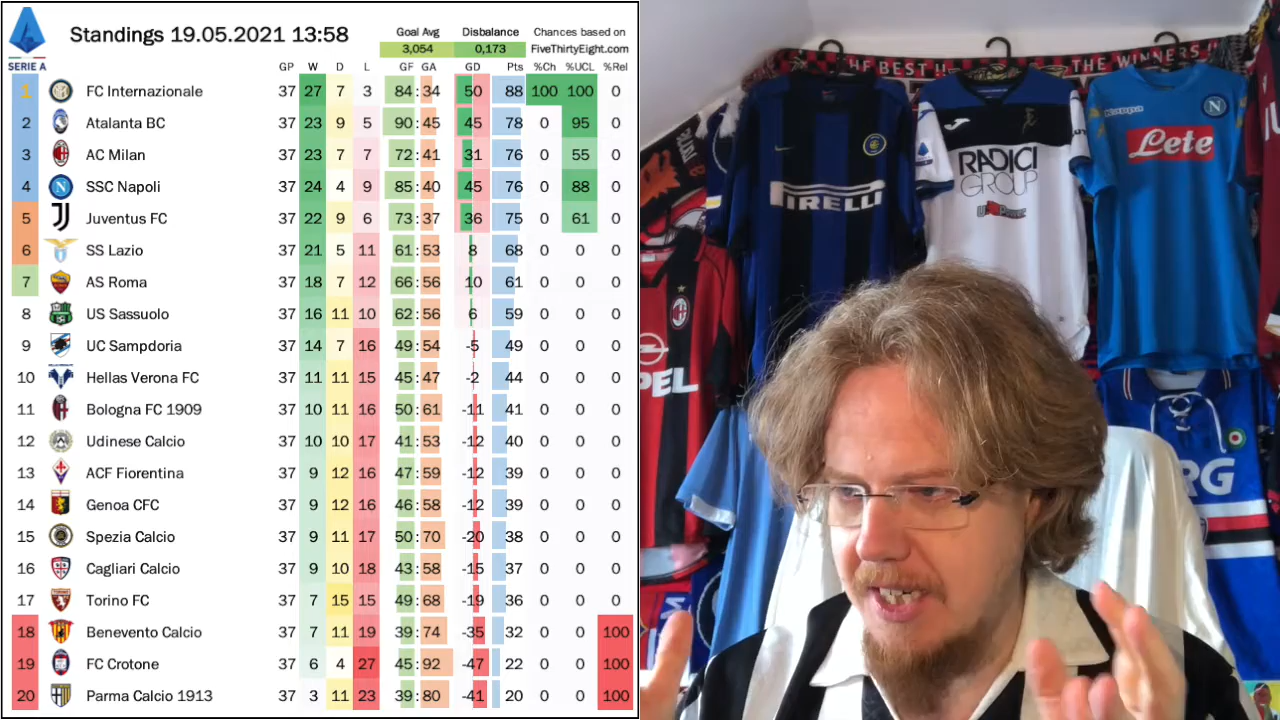 Standings 19.05.2021 13:58
Goal Avg Disbalance Chances based on
3,054 0,173 FiveThirtyEight.com
SERIE A GP W D L GF GA GD Pts %Ch %UCL %Rel
1 FC Internazionale 37 27 7 3 84:34 50 88 100 100 0
2 Atalanta BC 37 23 9 5 90:45 45 78 0 95 0
3 AC Milan 37 23 7 7 72:41 31 76 0 55 0
4 SSC Napoli 37 24 4 9 85:40 45 76 0 88 0
5 Juventus FC 37 22 9 6 73:37 36 75 0 61 0
6 SS Lazio 37 21 5 11 61:53 8 68 0 0 0
7 AS Roma 37 18 7 12 66:56 10 61 0 0 0
8 US Sassuolo 37 16 11 10 62:56 6 59 0 0 0
9 UC Sampdoria 37 14 7 16 49:54 -5 49 0 0 0
10 Hellas Verona FC 37 11 11 15 45:47 -2 44 0 0 0
11 Bologna FC 1909 37 10 11 16 50:61 -11 41 0 0 0
12 Udinese Calcio 37 10 10 17 41:53 -12 40 0 0 0
13 ACF Fiorentina 37 9 12 16 47:59 -12 39 0 0 0
14 Genoa CFC 37 9 12 16 46:58 -12 39 0 0 0
15 Spezia Calcio 37 9 11 17 50:70 -20 38 0 0 0
16 Cagliari Calcio 37 9 10 18 43:58 -15 37 0 0 0
17 Torino FC 37 7 15 15 49:68 -19 36 0 0 0
18 Benevento Calcio 37 7 11 19 39:74 -35 32 0 0 100
19 FC Crotone 37 6 4 27 45:92 -47 22 0 0 100
20 Parma Calcio 1913 37 3 11 23 39:80 -41 20 0 0 100
THE BEST !! THE WINNERS !!
PIRELLI
RADICI
GROUP
Kappa
N
Lete
PEL
RG